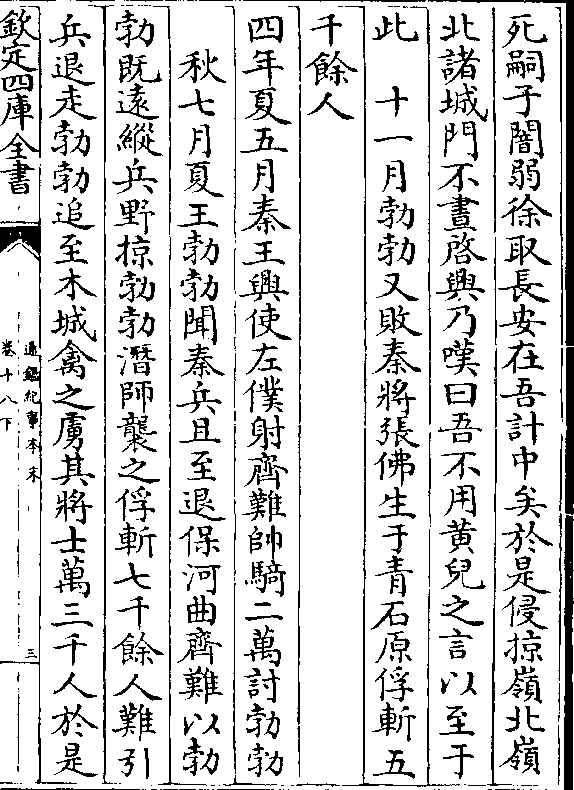 死嗣子闇弱徐取長安在吾計中矣於是侵掠嶺北嶺
北諸城門不晝啓興乃嘆曰吾不用黃兒之言以至于
此　十一月勃勃又敗秦將張佛生于青石原俘斬五
千餘人
四年夏五月秦王興使左僕射齊難帥騎二萬討勃勃
秋七月夏王勃勃聞秦兵且至退保河曲齊難以勃
勃既遠縱兵野掠勃勃潛師襲之俘斬七千餘人難引
兵退走勃勃追至木城禽之虜其將士萬三千人於是
欽定四庫全書
通鑑紀事本末
卷十八下
三